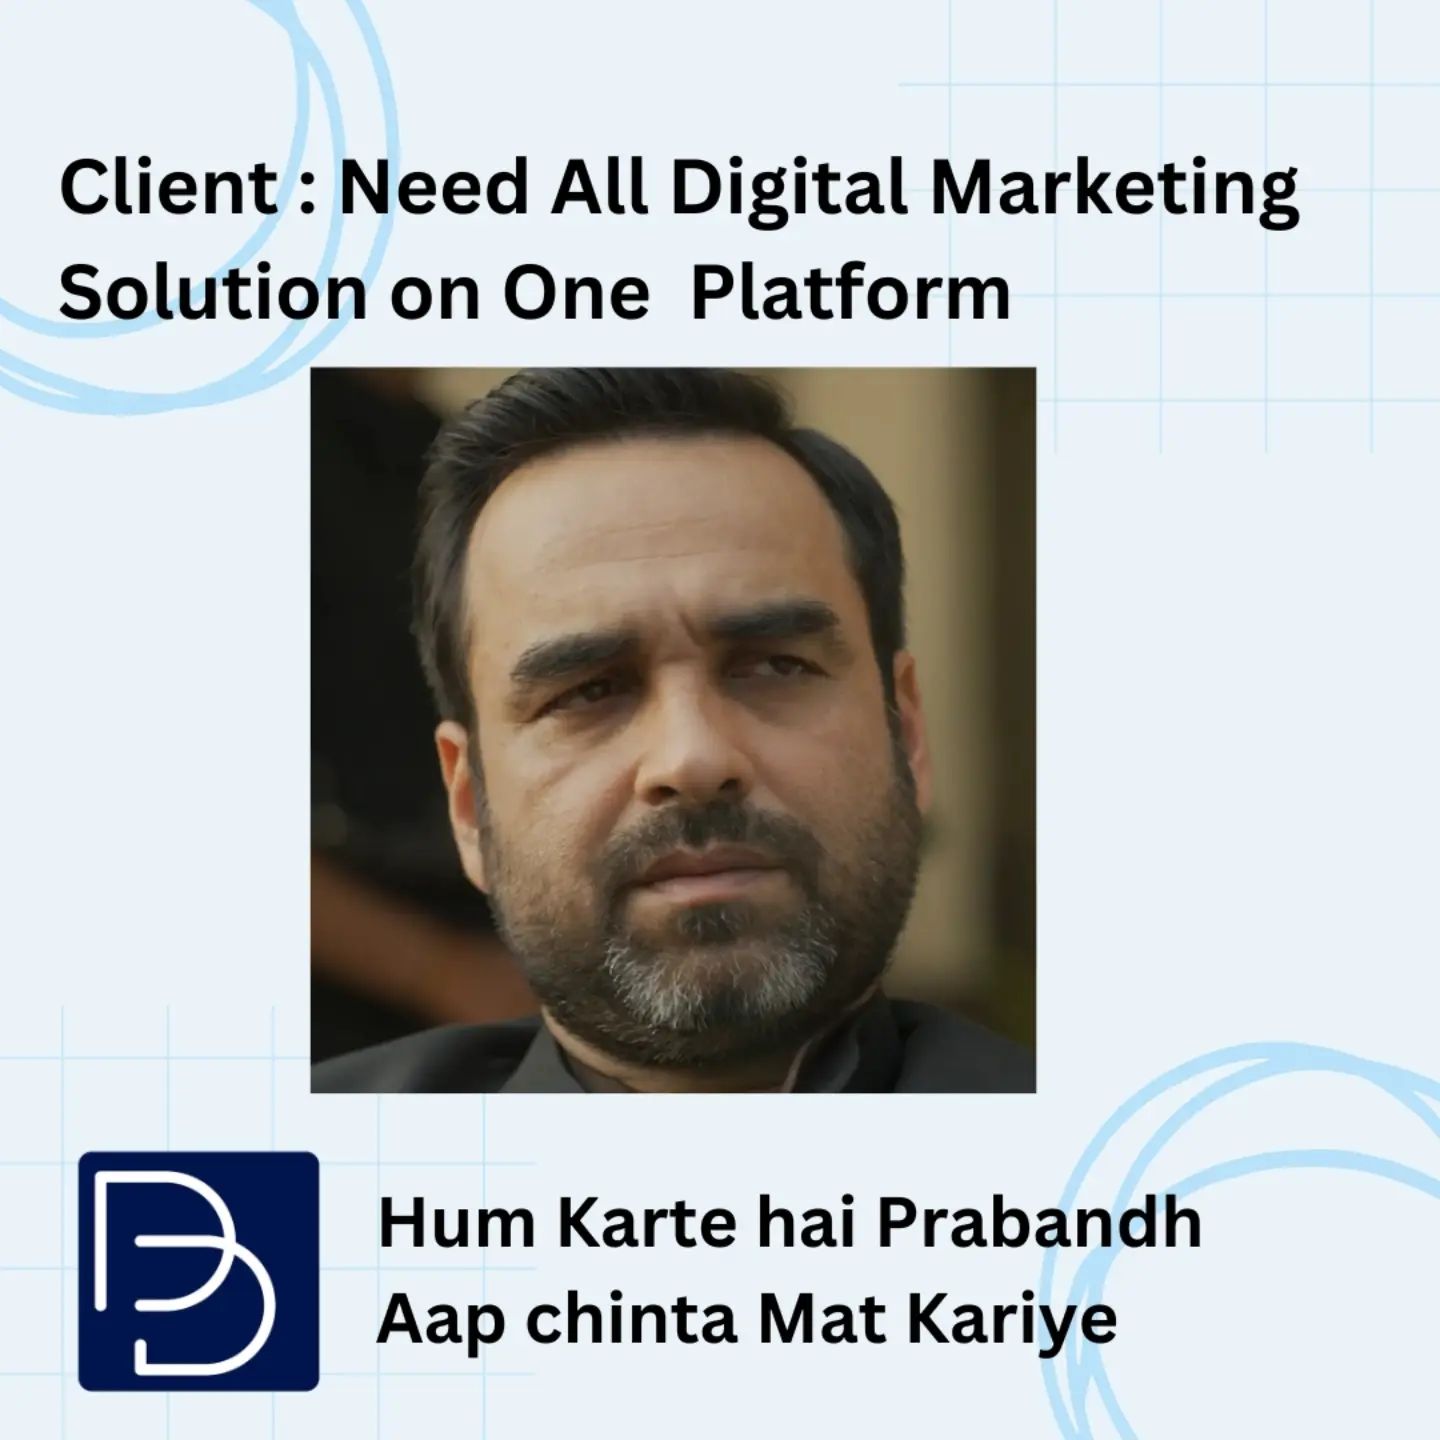 Client : Need All Digital Marketing
Solution on One Platform
Hum Karte hai Prabandh
Aap chinta Mat Kariye